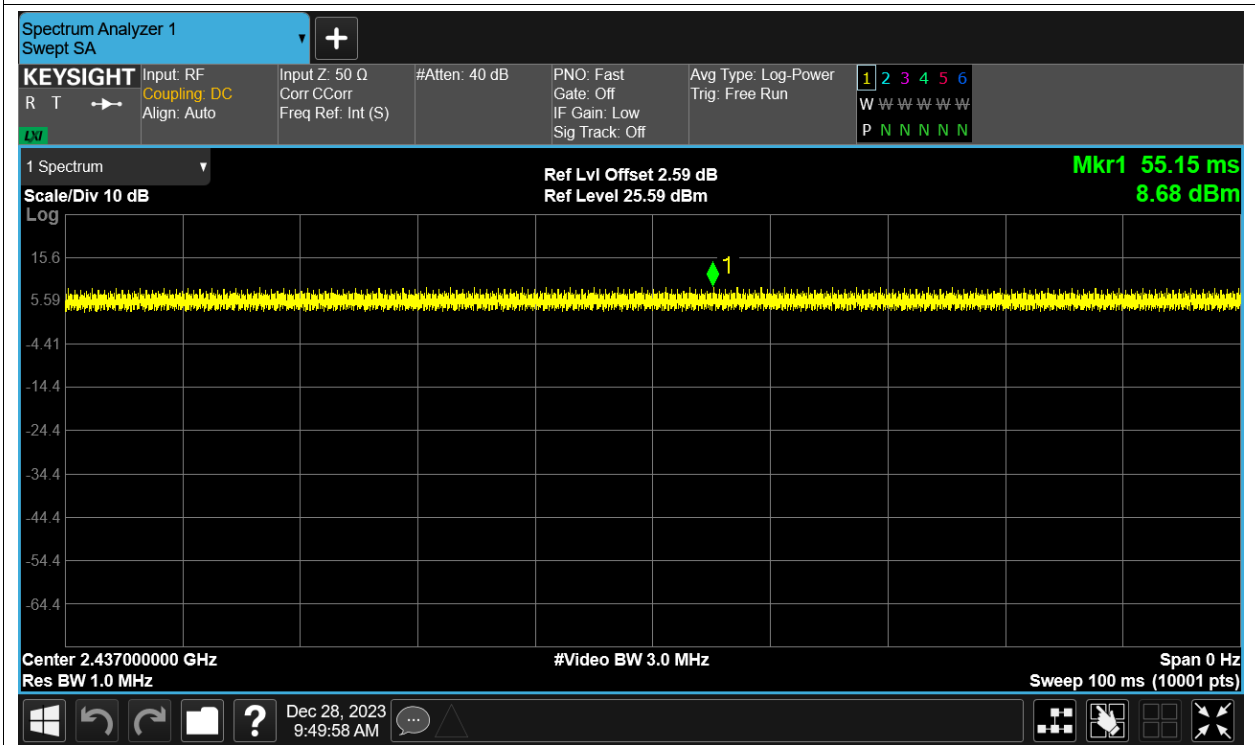 Spectrum Analyzer 1
Swept SA
KEYSIGHT
R T
LXI
Input: RF
Coupling: DC
Align: Auto
Input Z: 50 Ω
Corr CCorr
Freq Ref: Int (S)
#Atten: 40 dB
PNO: Fast
Gate: Off
IF Gain: Low
Sig Track: Off
Avg Type: Log-Power
Trig: Free Run
1 2 3 4 5 6
W W W W W W
P N N N N N
1 Spectrum
Scale/Div 10 dB
Log
Ref Lvl Offset 2.59 dB
Ref Level 25.59 dBm
Mkr1 55.15 ms
8.68 dBm
1
15.6
5.59
-4.41
-14.4
-24.4
-34.4
-44.4
-54.4
-64.4
Center 2.437000000 GHz
Res BW 1.0 MHz
#Video BW 3.0 MHz
Span 0 Hz
Sweep 100 ms (10001 pts)
?
Dec 28, 2023
9:49:58 AM